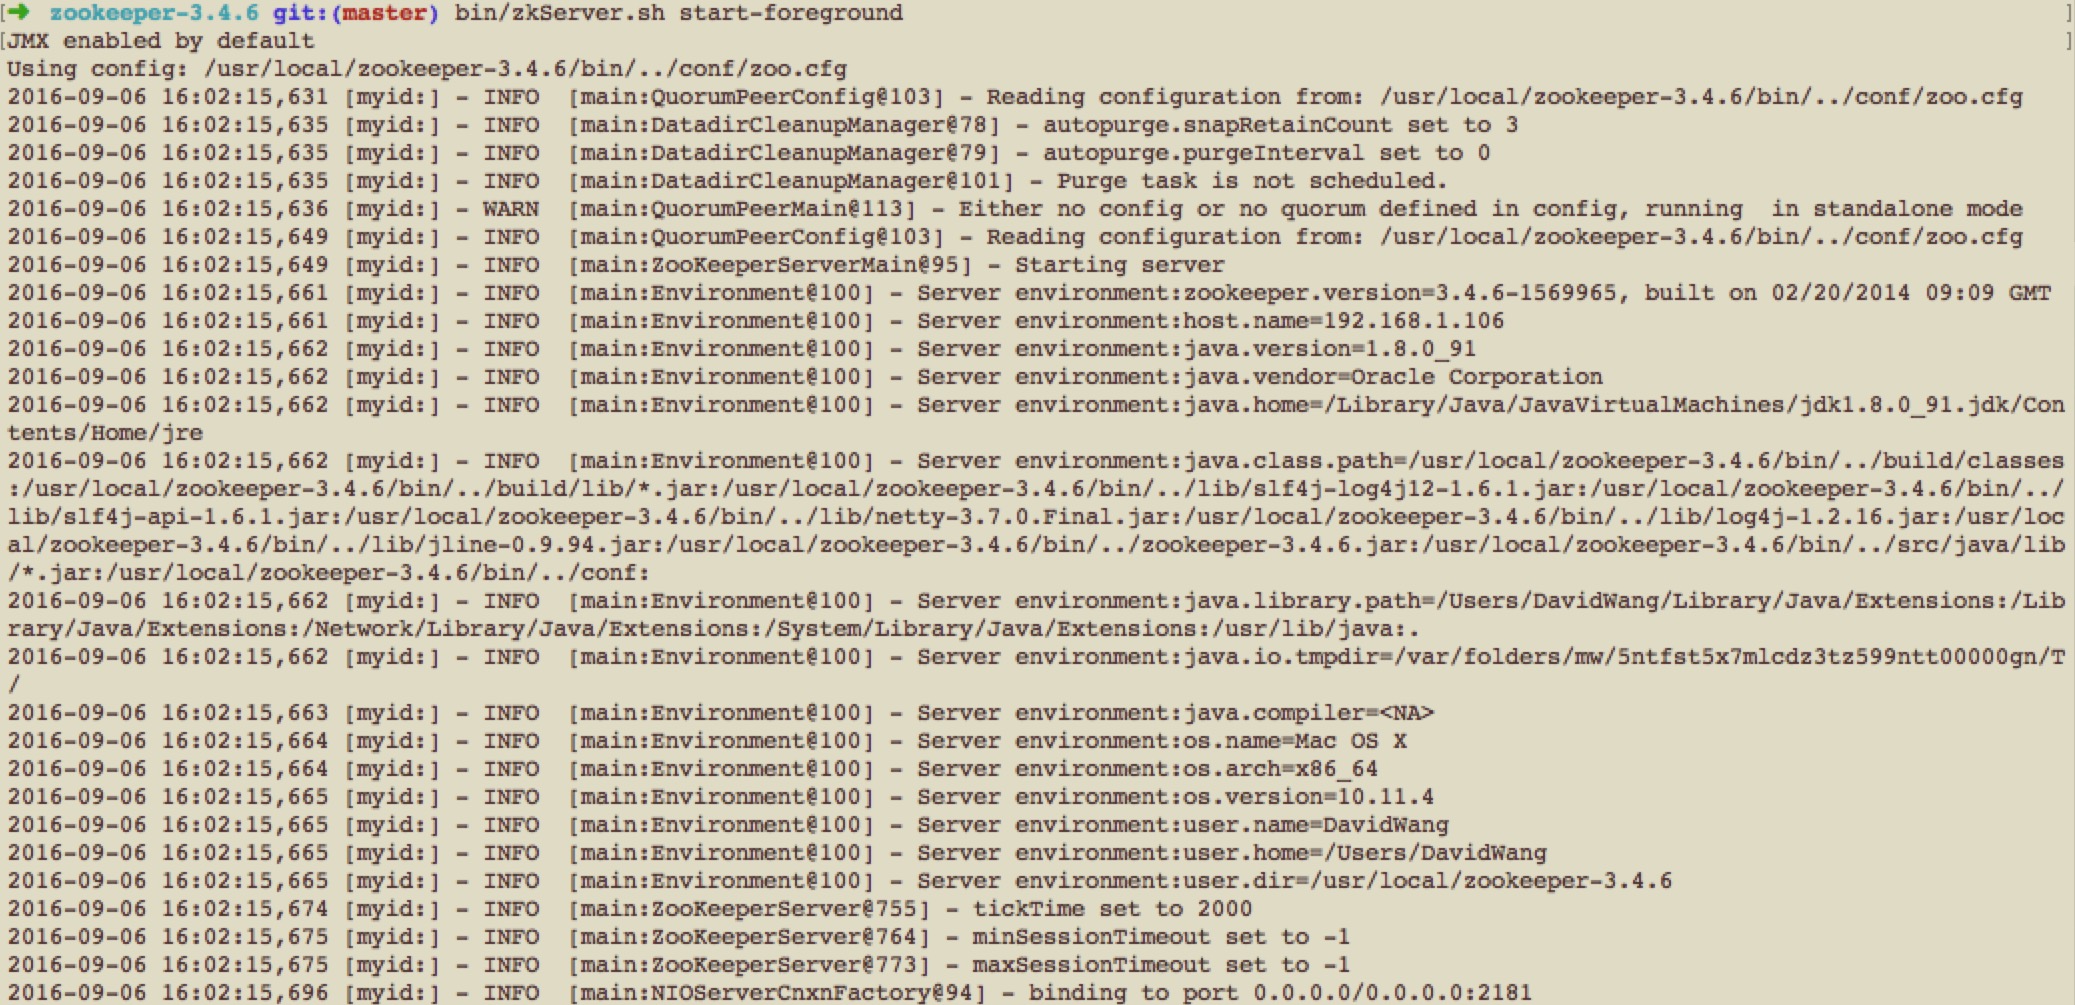 [➜  zookeeper-3.4.6 git:(master) bin/zkServer.sh start-foreground ]
[JMX enabled by default ]
Using config: /usr/local/zookeeper-3.4.6/bin/../conf/zoo.cfg
2016-09-06 16:02:15,631 [myid:] - INFO  [main:QuorumPeerConfig@103] - Reading configuration from: /usr/local/zookeeper-3.4.6/bin/../conf/zoo.cfg
2016-09-06 16:02:15,635 [myid:] - INFO  [main:DatadirCleanupManager@78] - autopurge.snapRetainCount set to 3
2016-09-06 16:02:15,635 [myid:] - INFO  [main:DatadirCleanupManager@79] - autopurge.purgeInterval set to 0
2016-09-06 16:02:15,635 [myid:] - INFO  [main:DatadirCleanupManager@101] - Purge task is not scheduled.
2016-09-06 16:02:15,636 [myid:] - WARN  [main:QuorumPeerMain@113] - Either no config or no quorum defined in config, running  in standalone mode
2016-09-06 16:02:15,649 [myid:] - INFO  [main:QuorumPeerConfig@103] - Reading configuration from: /usr/local/zookeeper-3.4.6/bin/../conf/zoo.cfg
2016-09-06 16:02:15,649 [myid:] - INFO  [main:ZooKeeperServerMain@95] - Starting server
2016-09-06 16:02:15,661 [myid:] - INFO  [main:Environment@100] - Server environment:zookeeper.version=3.4.6-1569965, built on 02/20/2014 09:09 GMT
2016-09-06 16:02:15,661 [myid:] - INFO  [main:Environment@100] - Server environment:host.name=192.168.1.106
2016-09-06 16:02:15,662 [myid:] - INFO  [main:Environment@100] - Server environment:java.version=1.8.0_91
2016-09-06 16:02:15,662 [myid:] - INFO  [main:Environment@100] - Server environment:java.vendor=Oracle Corporation
2016-09-06 16:02:15,662 [myid:] - INFO  [main:Environment@100] - Server environment:java.home=/Library/Java/JavaVirtualMachines/jdk1.8.0_91.jdk/Con
tents/Home/jre
2016-09-06 16:02:15,662 [myid:] - INFO  [main:Environment@100] - Server environment:java.class.path=/usr/local/zookeeper-3.4.6/bin/../build/classes
:/usr/local/zookeeper-3.4.6/bin/../build/lib/*.jar:/usr/local/zookeeper-3.4.6/bin/../lib/slf4j-log4j12-1.6.1.jar:/usr/local/zookeeper-3.4.6/bin/../
lib/slf4j-api-1.6.1.jar:/usr/local/zookeeper-3.4.6/bin/../lib/netty-3.7.0.Final.jar:/usr/local/zookeeper-3.4.6/bin/../lib/log4j-1.2.16.jar:/usr/loc
al/zookeeper-3.4.6/bin/../lib/jline-0.9.94.jar:/usr/local/zookeeper-3.4.6/bin/../zookeeper-3.4.6.jar:/usr/local/zookeeper-3.4.6/bin/../src/java/lib
/*.jar:/usr/local/zookeeper-3.4.6/bin/../conf:
2016-09-06 16:02:15,662 [myid:] - INFO  [main:Environment@100] - Server environment:java.library.path=/Users/DavidWang/Library/Java/Extensions:/Lib
rary/Java/Extensions:/Network/Library/Java/Extensions:/System/Library/Java/Extensions:/usr/lib/java:.
2016-09-06 16:02:15,662 [myid:] - INFO  [main:Environment@100] - Server environment:java.io.tmpdir=/var/folders/mw/5ntfst5x7mlcdz3tz599ntt00000gn/T
/
2016-09-06 16:02:15,663 [myid:] - INFO  [main:Environment@100] - Server environment:java.compiler=<NA>
2016-09-06 16:02:15,664 [myid:] - INFO  [main:Environment@100] - Server environment:os.name=Mac OS X
2016-09-06 16:02:15,664 [myid:] - INFO  [main:Environment@100] - Server environment:os.arch=x86_64
2016-09-06 16:02:15,665 [myid:] - INFO  [main:Environment@100] - Server environment:os.version=10.11.4
2016-09-06 16:02:15,665 [myid:] - INFO  [main:Environment@100] - Server environment:user.name=DavidWang
2016-09-06 16:02:15,665 [myid:] - INFO  [main:Environment@100] - Server environment:user.home=/Users/DavidWang
2016-09-06 16:02:15,665 [myid:] - INFO  [main:Environment@100] - Server environment:user.dir=/usr/local/zookeeper-3.4.6
2016-09-06 16:02:15,674 [myid:] - INFO  [main:ZooKeeperServer@755] - tickTime set to 2000
2016-09-06 16:02:15,675 [myid:] - INFO  [main:ZooKeeperServer@764] - minSessionTimeout set to -1
2016-09-06 16:02:15,675 [myid:] - INFO  [main:ZooKeeperServer@773] - maxSessionTimeout set to -1
2016-09-06 16:02:15,696 [myid:] - INFO  [main:NIOServerCnxnFactory@94] - binding to port 0.0.0.0/0.0.0.0:2181